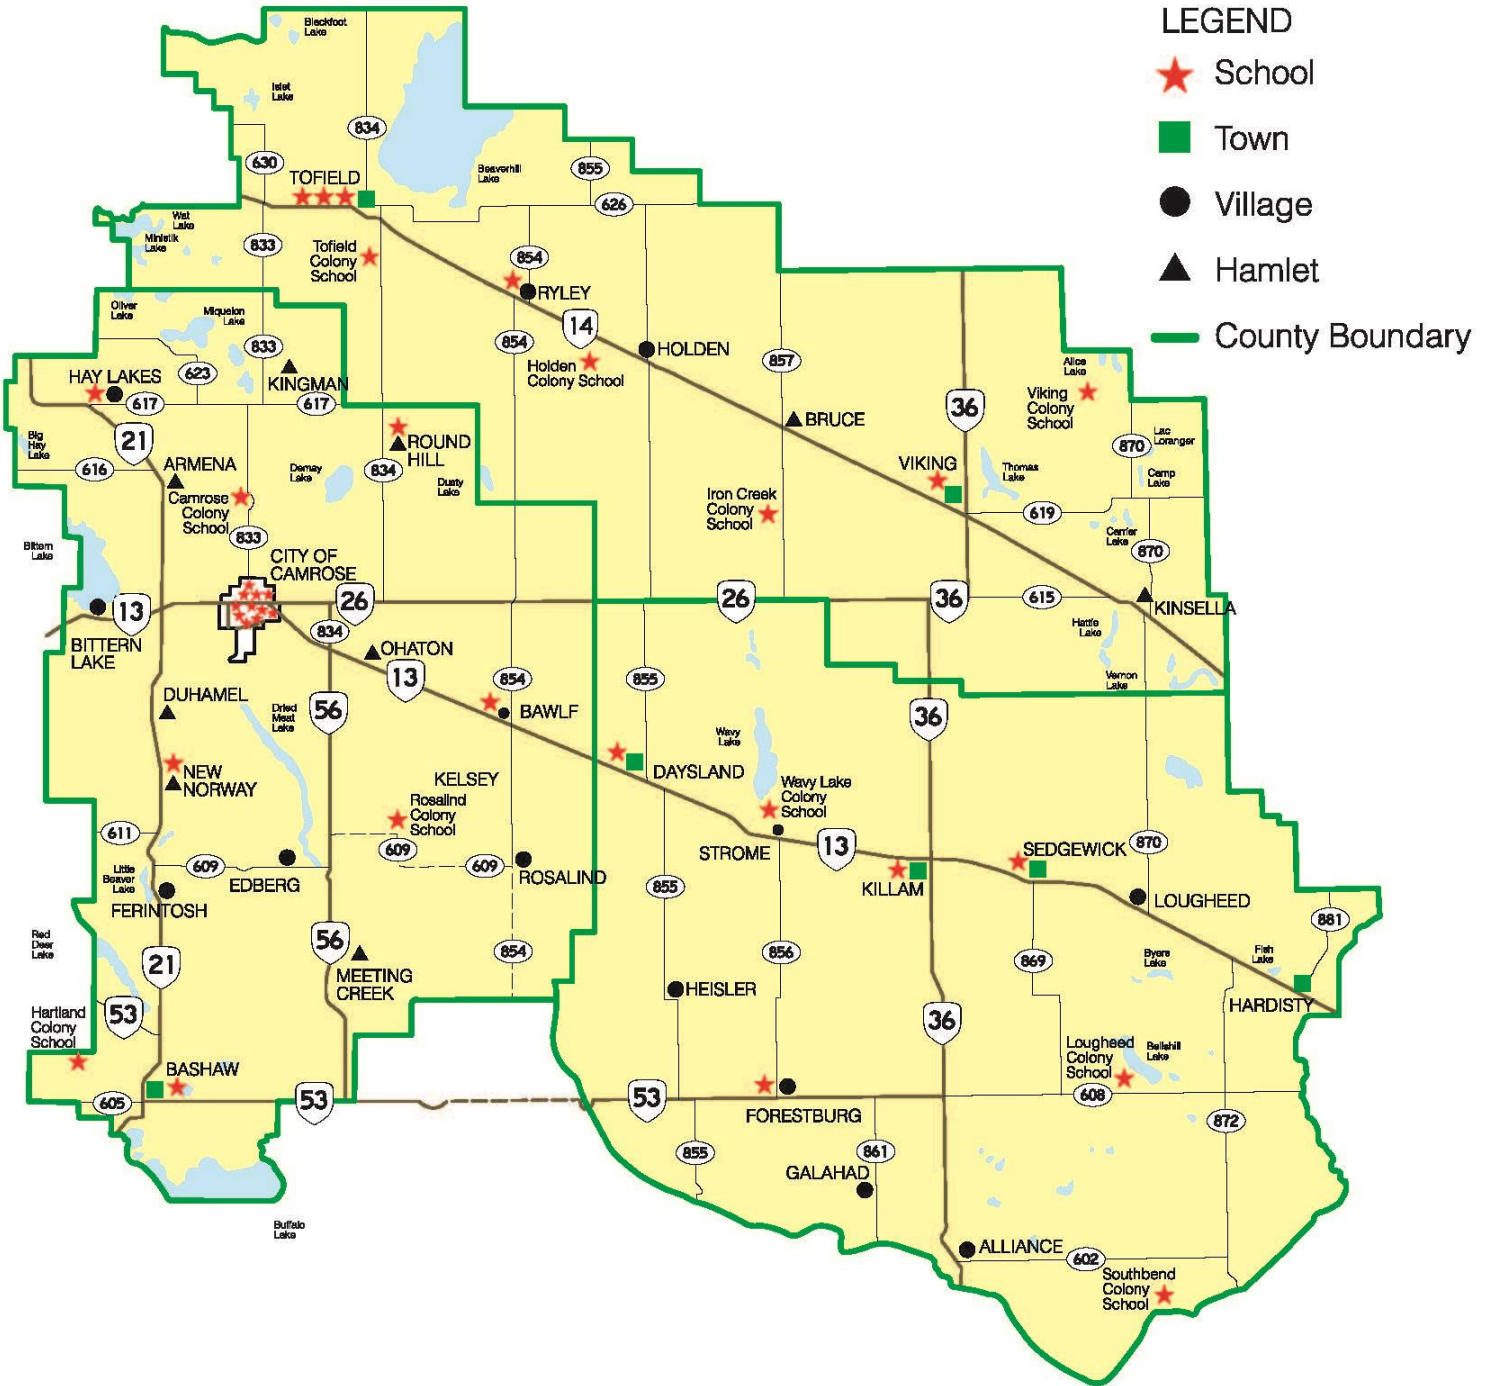 LEGEND
School
Town
Village
Hamlet
County Boundary
Blackfoot
Lake
Islet
Lake
834
630
855
Beaverhill
Lake
TOFIELD
626
Wet
Lake
Ministik
Lake
833
Tofield
Colony
School
854
RYLEY
Oliver
Lake
Miquelon
Lake
14
854
833
HOLDEN
857
Holden
Colony School
Alice
Lake
623
KINGMAN
HAY LAKES
617
617
Viking
Colony
School
36
BRUCE
21
Big
Hay
Lake
ROUND
HILL
870
Lac
Loranger
616
ARMENA
Demay
Lake
834
Dusty
Lake
VIKING
Thomas
Lake
Camp
Lake
Camrose
Colony
School
Iron Creek
Colony
School
619
833
Carrier
Lake
870
Bittern
Lake
CITY OF
CAMROSE
13
26
26
36
615
KINSELLA
834
Hattie
Lake
BITTERN
LAKE
OHATON
13
854
855
Vernon
Lake
DUHAMEL
56
Dried
Meat
Lake
BAWLF
36
Wavy
Lake
NEW
NORWAY
KELSEY
DAYSLAND
Wavy Lake
Colony
School
Rosalind
Colony
School
611
609
STROME
13
SEDGEWICK
870
609
609
Little
Beaver
Lake
EDBERG
ROSALIND
855
KILLAM
LOUGHEED
FERINTOSH
881
Red
Deer
Lake
56
854
856
869
Byers
Lake
Fish
Lake
21
MEETING
CREEK
HEISLER
HARDISTY
53
Hartland
Colony
School
36
Lougheed
Colony
School
Bellshill
Lake
BASHAW
605
53
53
608
FORESTBURG
872
855
861
GALAHAD
Buffalo
Lake
ALLIANCE
602
Southbend
Colony
School